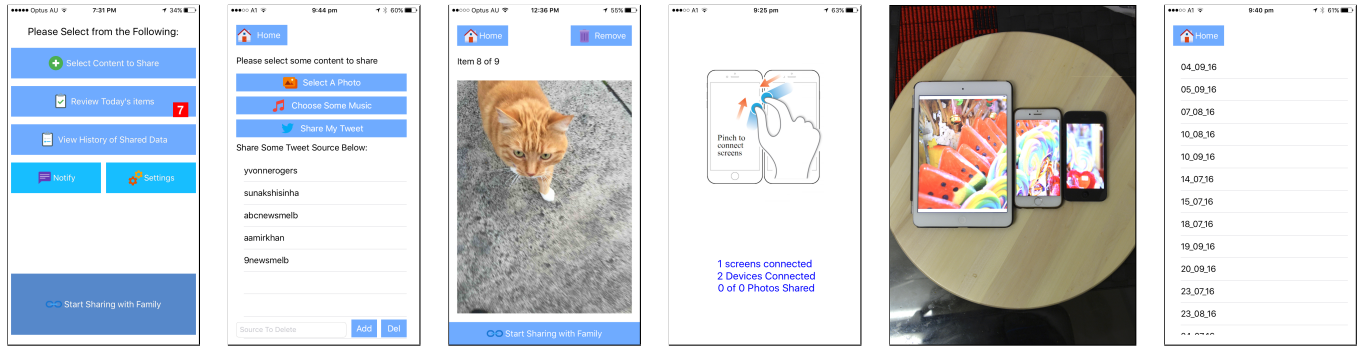 ●●●●● Optus AU 7:31 PM 34%
Please Select from the Following:
Select Content to Share
Review Today's items
7
View History of Shared Data
Notify
Settings
Start Sharing with Family
●●●○○ A1 9:44 pm 60%
Home
Please select some content to share
Select A Photo
Choose Some Music
Share My Tweet
Share Some Tweet Source Below:
yvonnerogers
sunakshisinha
abcnewsmelb
aamirkhan
9newsmelb
Source To Delete
Add
Del
●●○○○ Optus AU 12:36 PM 55%
Home
Remove
Item 8 of 9
Start Sharing with Family
●●●○○ A1 9:25 pm 63%
Pinch to
connect
screens
1 screens connected
2 Devices Connected
0 of 0 Photos Shared
●●●○○ A1 9:40 pm 61%
Home
04_09_16
05_09_16
07_08_16
10_08_16
10_09_16
14_07_16
15_07_16
18_07_16
19_09_16
20_09_16
23_07_16
23_08_16